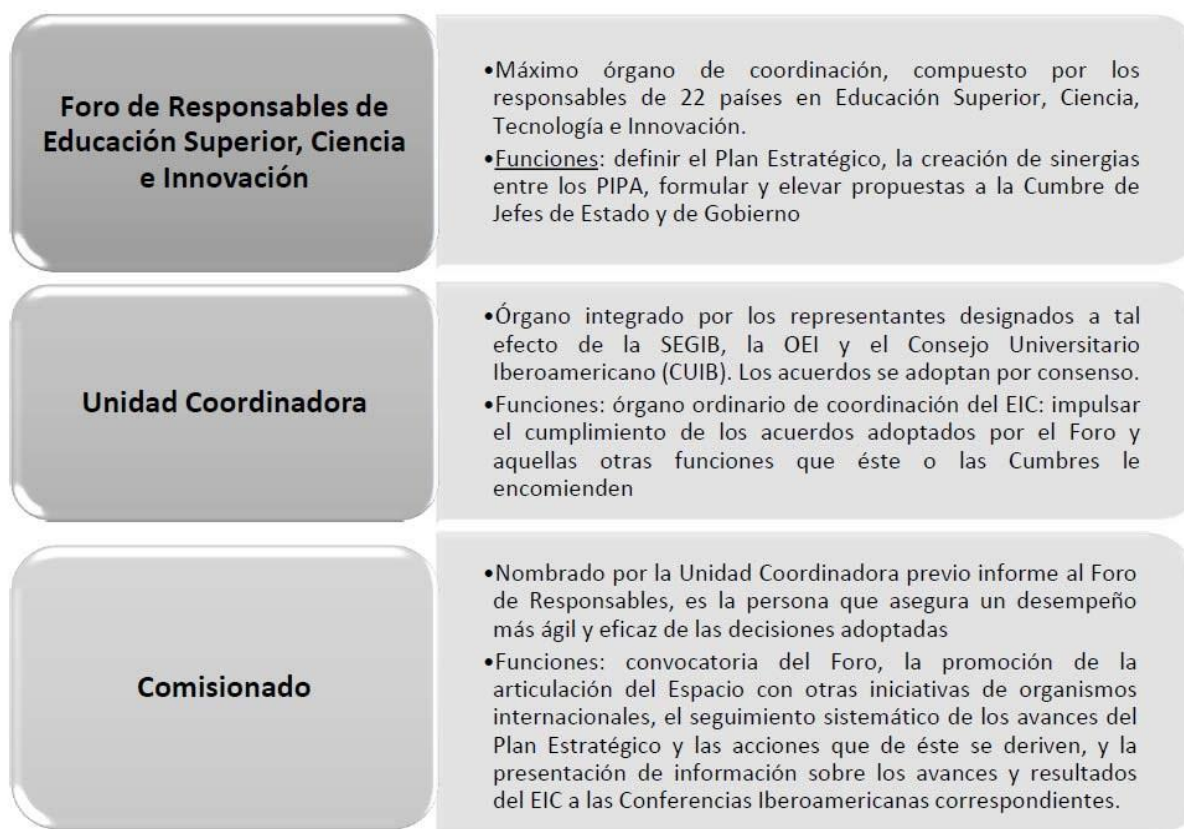 Foro de Responsables de
Educación Superior, Ciencia
e Innovación
•Máximo órgano de coordinación, compuesto por los
responsables de 22 países en Educación Superior, Ciencia,
Tecnología e Innovación.
•Funciones: definir el Plan Estratégico, la creación de sinergias
entre los PIPA, formular y elevar propuestas a la Cumbre de
Jefes de Estado y de Gobierno
Unidad Coordinadora
•Órgano integrado por los representantes designados a tal
efecto de la SEGIB, la OEI y el Consejo Universitario
Iberoamericano (CUIB). Los acuerdos se adoptan por consenso.
•Funciones: órgano ordinario de coordinación del EIC: impulsar
el cumplimiento de los acuerdos adoptados por el Foro y
aquellas otras funciones que éste o las Cumbres le
encomienden
Comisionado
•Nombrado por la Unidad Coordinadora previo informe al Foro
de Responsables, es la persona que asegura un desempeño
más ágil y eficaz de las decisiones adoptadas
•Funciones: convocatoria del Foro, la promoción de la
articulación del Espacio con otras iniciativas de organismos
internacionales, el seguimiento sistemático de los avances del
Plan Estratégico y las acciones que de éste se deriven, y la
presentación de información sobre los avances y resultados
del EIC a las Conferencias Iberoamericanas correspondientes.